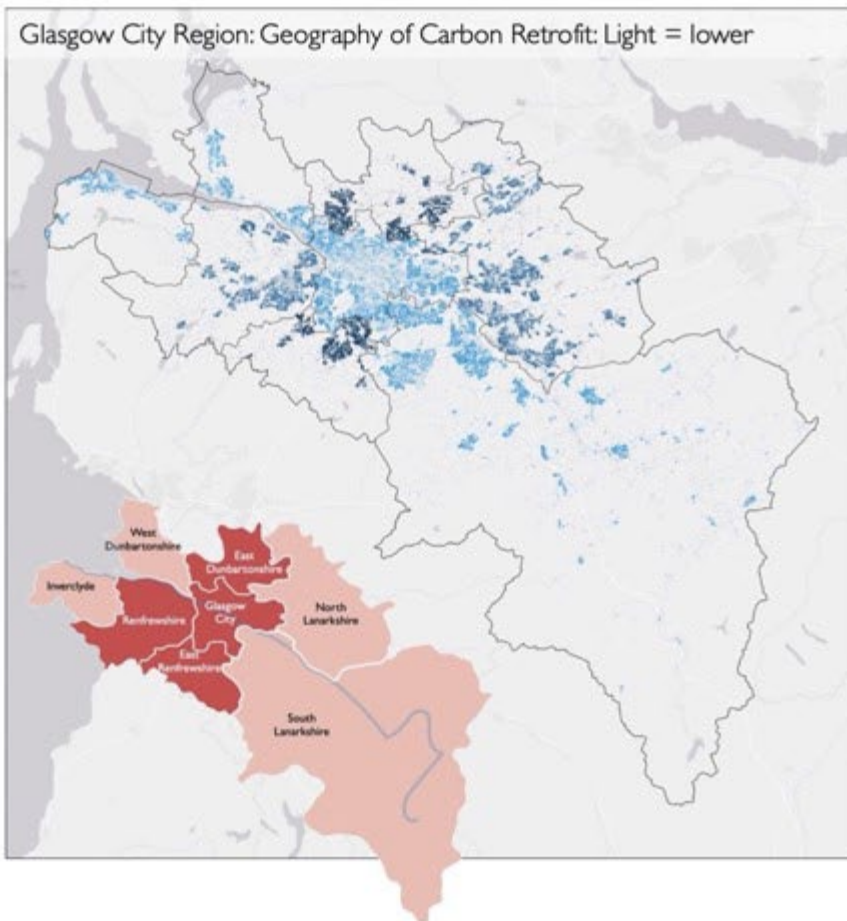 Glasgow City Region: Geography of Carbon Retrofit: Light = lower
West
Dunbartonshire
East
Dunbartonshire
Inverclyde
Renfrewshire
Glasgow
City
North
Lanarkshire
East
Renfrewshire
South
Lanarkshire